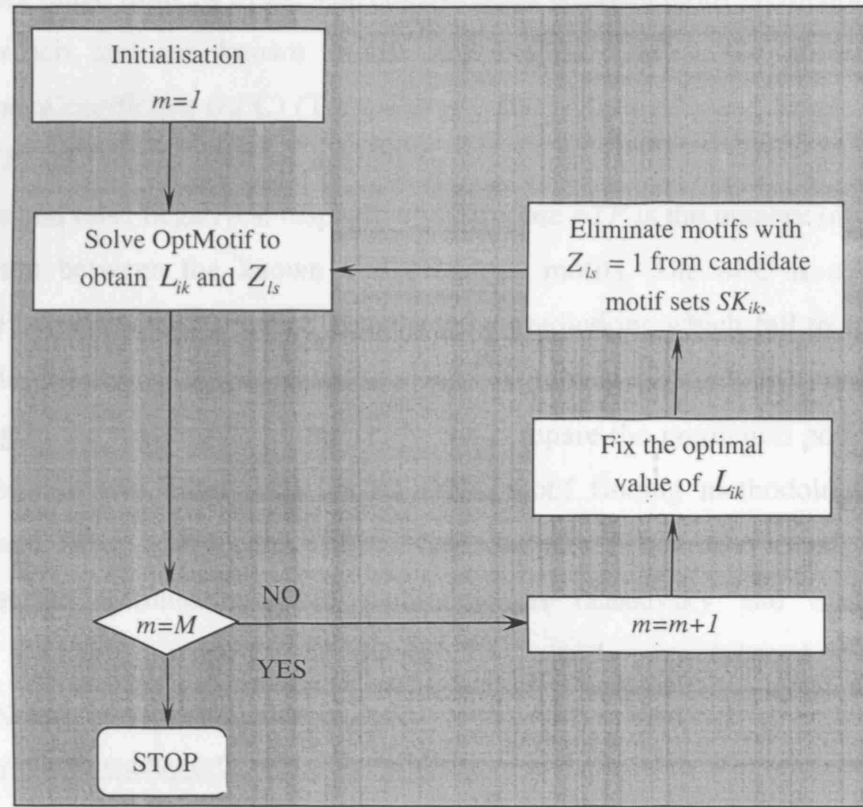 Initialisation
m=1
Solve OptMotif to
obtain L_ik and Z_ls
Eliminate motifs with
Z_ls = 1 from candidate
motif sets SK_ik,
Fix the optimal
value of L_ik
m=M
NO
YES
m=m+1
STOP